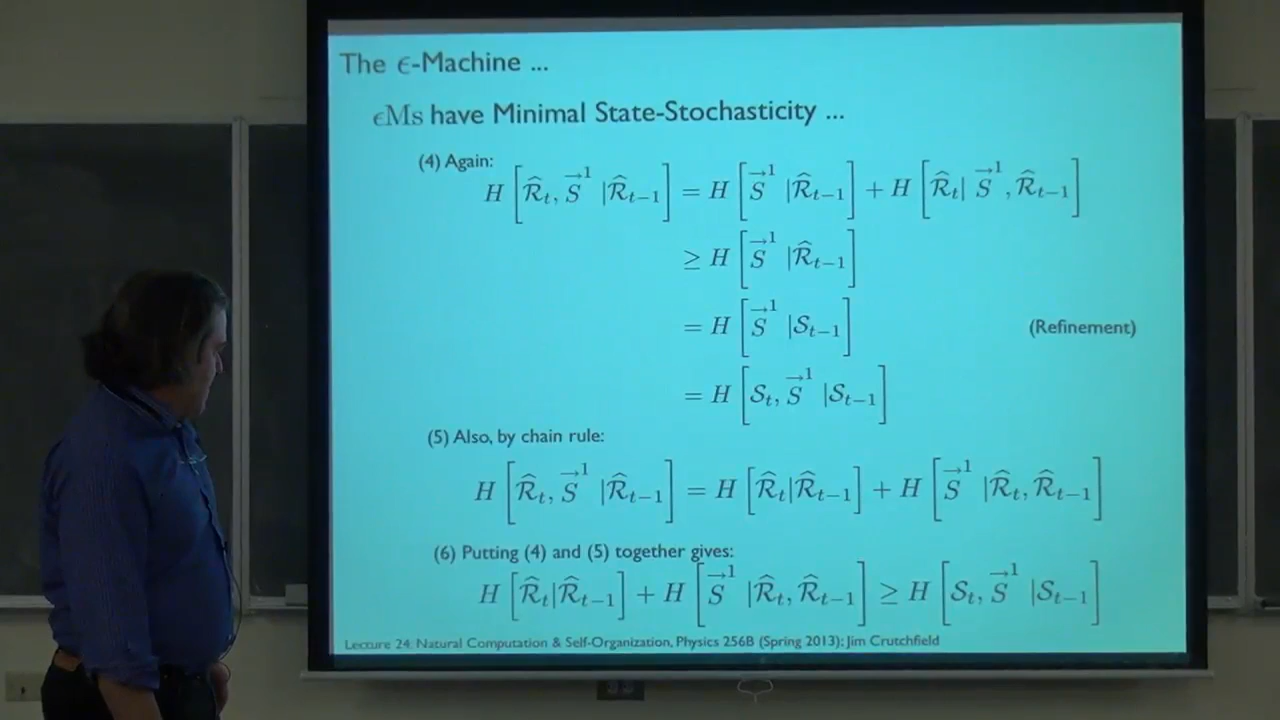 The ϵ-Machine ...
ϵMs have Minimal State-Stochasticity ...
(4) Again:
H[R̂_t, S⃗^1 |R̂_{t−1}] = H[S⃗^1 |R̂_{t−1}] + H[R̂_t| S⃗^1, R̂_{t−1}]
≥ H[S⃗^1 |R̂_{t−1}]
= H[S⃗^1 |S_{t−1}] (Refinement)
= H[S_t, S⃗^1 |S_{t−1}]
(5) Also, by chain rule:
H[R̂_t, S⃗^1 |R̂_{t−1}] = H[R̂_t|R̂_{t−1}] + H[S⃗^1 |R̂_t, R̂_{t−1}]
(6) Putting (4) and (5) together gives:
H[R̂_t|R̂_{t−1}] + H[S⃗^1 |R̂_t, R̂_{t−1}] ≥ H[S_t, S⃗^1 |S_{t−1}]
Lecture 24: Natural Computation & Self-Organization, Physics 256B (Spring 2013); Jim Crutchfield